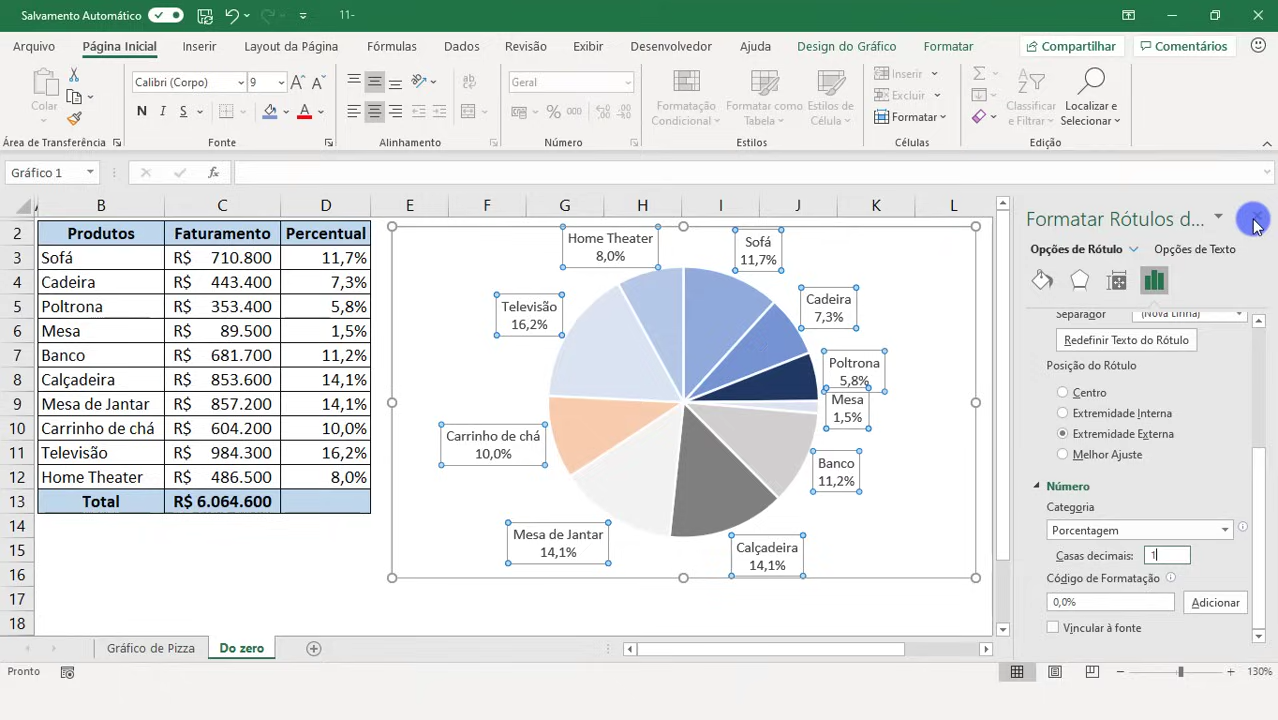 Salvamento Automático 11-
Arquivo Página Inicial Inserir Layout da Página Fórmulas Dados Revisão Exibir Desenvolvedor Ajuda Design do Gráfico Formatar Compartilhar Comentários
Colar
Calibri (Corpo) 9
N I S
Geral
% 000
Formatação Condicional
Formatar como Tabela
Estilos de Célula
Inserir
Excluir
Formatar
Classificar e Filtrar
Localizar e Selecionar
Área de Transferência Fonte Alinhamento Número Estilos Células Edição
Gráfico 1 fx
A B C D E F G H I J K L
2 Produtos Faturamento Percentual
3 Sofá R$ 710.800 11,7%
4 Cadeira R$ 443.400 7,3%
5 Poltrona R$ 353.400 5,8%
6 Mesa R$ 89.500 1,5%
7 Banco R$ 681.700 11,2%
8 Calçadeira R$ 853.600 14,1%
9 Mesa de Jantar R$ 857.200 14,1%
10 Carrinho de chá R$ 604.200 10,0%
11 Televisão R$ 984.300 16,2%
12 Home Theater R$ 486.500 8,0%
13 Total R$ 6.064.600
14
15
16
17
18
Home Theater
8,0%
Sofá
11,7%
Televisão
16,2%
Cadeira
7,3%
Poltrona
5,8%
Mesa
1,5%
Carrinho de chá
10,0%
Banco
11,2%
Mesa de Jantar
14,1%
Calçadeira
14,1%
Formatar Rótulos d...
Opções de Rótulo Opções de Texto
Separador (Nova Linha)
Redefinir Texto do Rótulo
Posição do Rótulo
Centro
Extremidade Interna
Extremidade Externa
Melhor Ajuste
Número
Categoria
Porcentagem
Casas decimais: 1
Código de Formatação
0,0% Adicionar
Vincular à fonte
Gráfico de Pizza Do zero
Pronto 130%